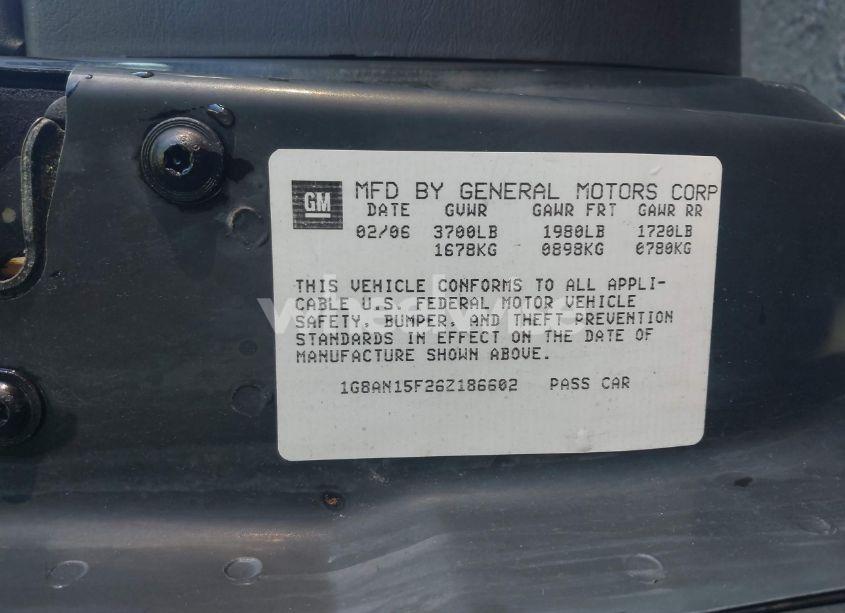 GM
MFD BY GENERAL MOTORS CORP
DATE GVWR GAWR FRT GAWR RR
02/06 3700LB 1980LB 1720LB
1678KG 0898KG 0780KG
THIS VEHICLE CONFORMS TO ALL APPLI-
CABLE U.S. FEDERAL MOTOR VEHICLE
SAFETY, BUMPER, AND THEFT PREVENTION
STANDARDS IN EFFECT ON THE DATE OF
MANUFACTURE SHOWN ABOVE.
1G8AN15F26Z186602 PASS CAR